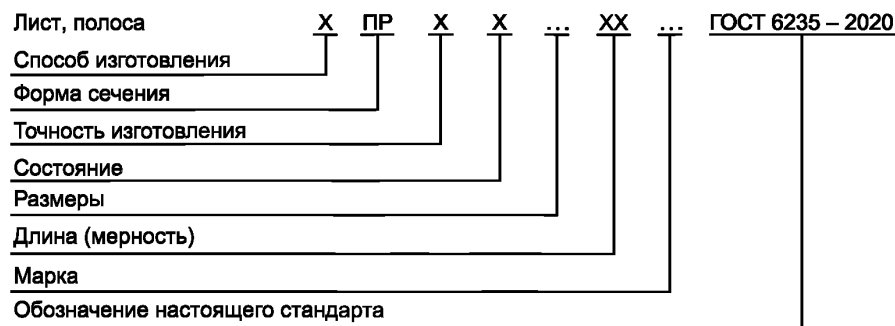 Лист, полоса Х ПР Х Х ... ХХ ... ГОСТ 6235 – 2020
Способ изготовления
Форма сечения
Точность изготовления
Состояние
Размеры
Длина (мерность)
Марка
Обозначение настоящего стандарта